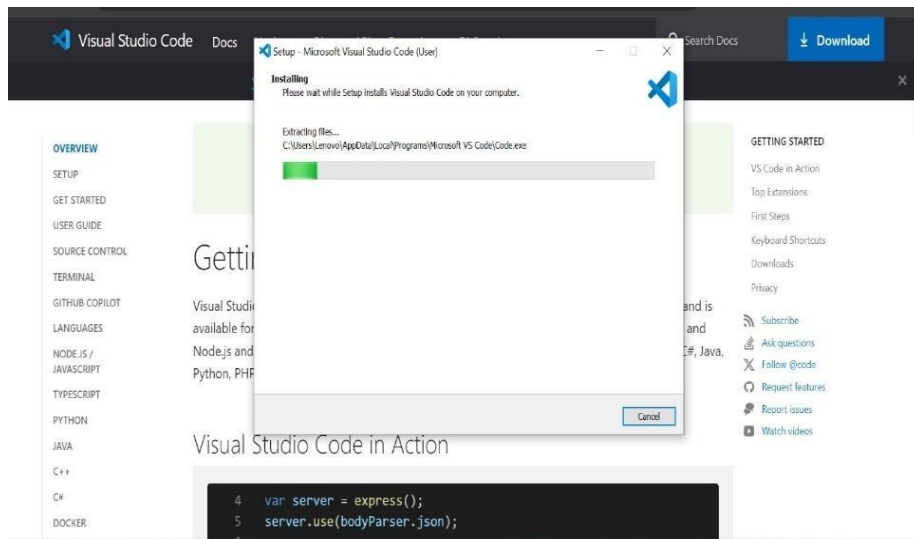 Visual Studio Code
Docs
Search Docs
Download
Setup - Microsoft Visual Studio Code (User)
Installing
Please wait while Setup installs Visual Studio Code on your computer.
Extracting files...
C:\Users\Lenovo\AppData\Local\Programs\Microsoft VS Code\Code.exe
Cancel
OVERVIEW
SETUP
GET STARTED
USER GUIDE
SOURCE CONTROL
TERMINAL
GITHUB COPILOT
LANGUAGES
NODE.JS /
JAVASCRIPT
TYPESCRIPT
PYTHON
JAVA
C++
C#
DOCKER
Getti
Visual Studi and is
available for and
Node.js and C#, Java,
Python, PHP
Visual Studio Code in Action
4 var server = express();
5 server.use(bodyParser.json);
GETTING STARTED
VS Code in Action
Top Extensions
First Steps
Keyboard Shortcuts
Downloads
Privacy
Subscribe
Ask questions
Follow @code
Request features
Report issues
Watch videos